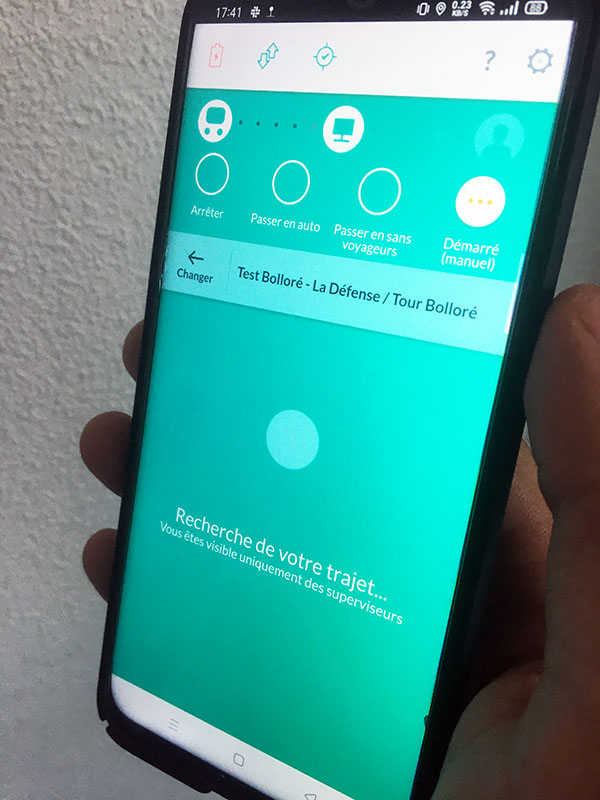 17:41
0.23
KB/S
88
?
Arrêter
Passer en auto
Passer en sans
voyageurs
Démarré
(manuel)
Changer
Test Bolloré - La Défense / Tour Bolloré
Recherche de votre trajet...
Vous êtes visible uniquement des superviseurs